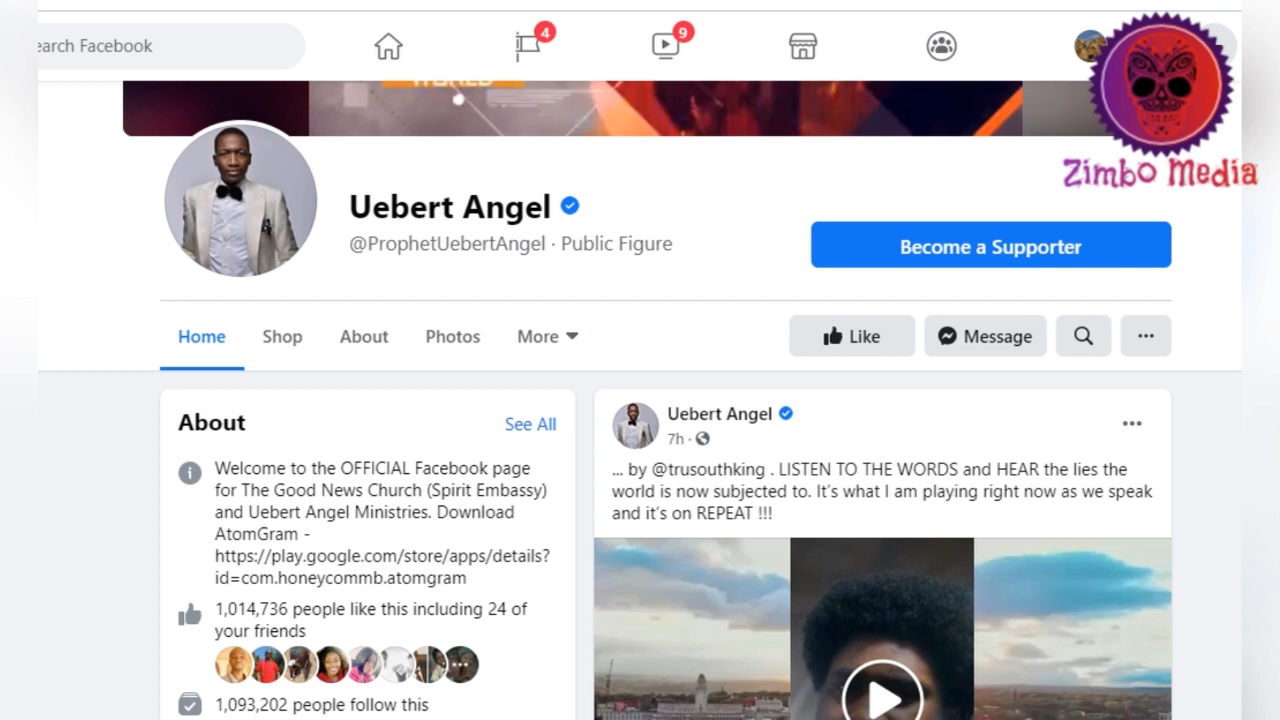 earch Facebook
4
9
WORLD
Zimbo Media
Uebert Angel
@ProphetUebertAngel · Public Figure
Become a Supporter
Home
Shop
About
Photos
More
Like
Message
...
About
See All
Welcome to the OFFICIAL Facebook page
for The Good News Church (Spirit Embassy)
and Uebert Angel Ministries. Download
AtomGram -
https://play.google.com/store/apps/details?
id=com.honeycommb.atomgram
1,014,736 people like this including 24 of
your friends
1,093,202 people follow this
Uebert Angel
7h ·
... by @trusouthking . LISTEN TO THE WORDS and HEAR the lies the
world is now subjected to. It's what I am playing right now as we speak
and it's on REPEAT !!!